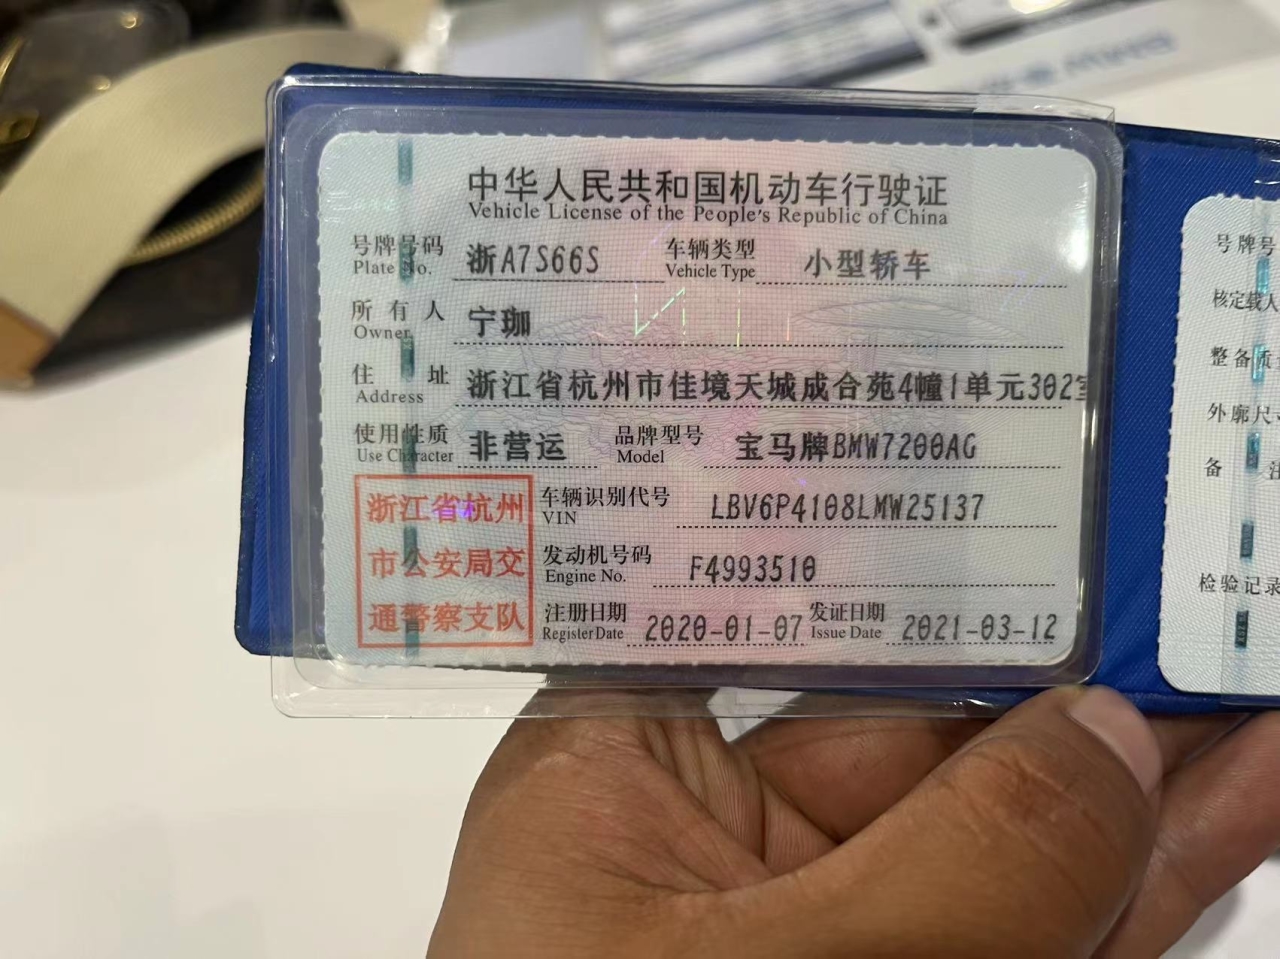 中华人民共和国机动车行驶证
Vehicle License of the People's Republic of China
号牌号码 浙A7S66S 车辆类型 小型轿车
Plate No. Vehicle Type
所有人 宁珈
Owner
住址 浙江省杭州市佳境天城成合苑4幢1单元302室
Address
使用性质 非营运 品牌型号 宝马牌BMW7200AG
Use Character Model
浙江省杭州
市公安局交
通警察支队
车辆识别代号 LBV6P4108LMW25137
VIN
发动机号码 F4993510
Engine No.
注册日期 2020-01-07 发证日期 2021-03-12
Register Date Issue Date
号牌号
核定载人
整备质
外廓尺
备注
检验记录